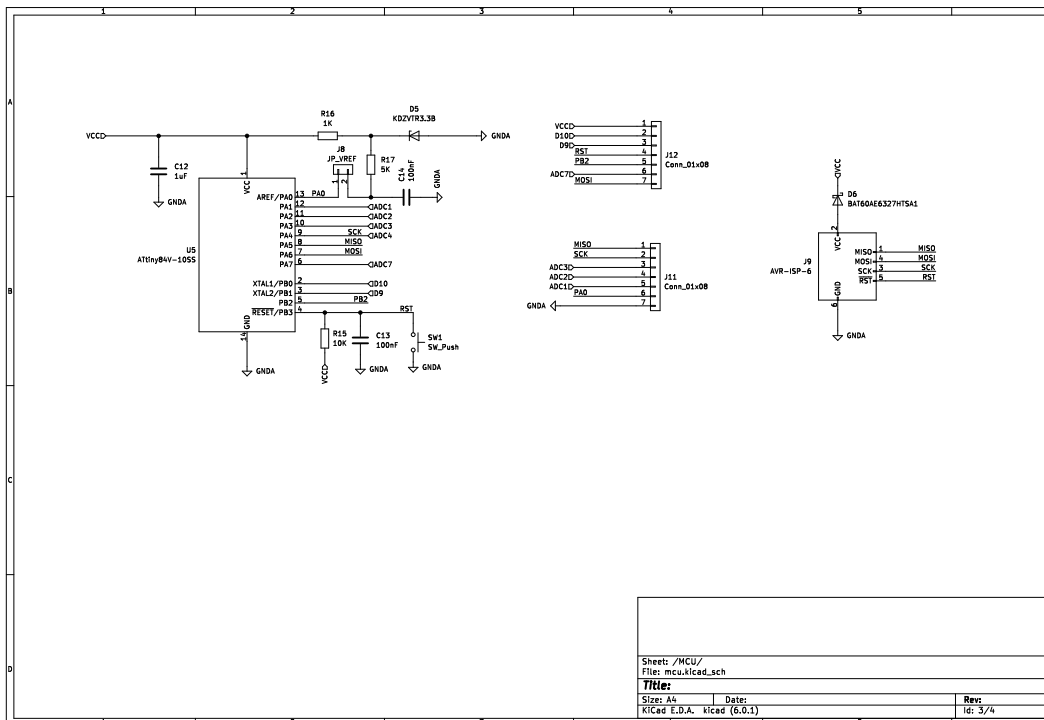 1 2 3 4 5
A
B
C
D
VCC
R16
1K
D5
KDZVTR3.3B
GNDA
C12
1uF
GNDA
J8
JP_VREF
1 2
R17
5K
C14
100nF
GNDA
U5
ATtiny84V-10SS
1
VCC
AREF/PA0 13 PA0
PA1 12 ADC1
PA2 11 ADC2
PA3 10 ADC3
PA4 9 SCK ADC4
PA5 8 MISO
PA6 7 MOSI
PA7 6 ADC7
XTAL1/PB0 2 D10
XTAL2/PB1 3 D9
PB2 5 PB2
RESET/PB3 4 RST
GND
14
GNDA
R15
10K
VCC
C13
100nF
GNDA
SW1
SW_Push
GNDA
VCC 1
D10 2
D9 3
RST 4
PB2 5
ADC7 6
MOSI 7
J12
Conn_01x08
MISO 1
SCK 2
ADC3 3
ADC2 4
ADC1 5
PA0 6
GNDA 7
J11
Conn_01x08
VCC
D6
BAT60AE6327HTSA1
J9
AVR-ISP-6
2
VCC
MISO 1 MISO
MOSI 4 MOSI
SCK 3 SCK
RST 5 RST
GND
6
GNDA
Sheet: /MCU/
File: mcu.kicad_sch
Title:
Size: A4 Date: Rev:
KiCad E.D.A. kicad (6.0.1) Id: 3/4